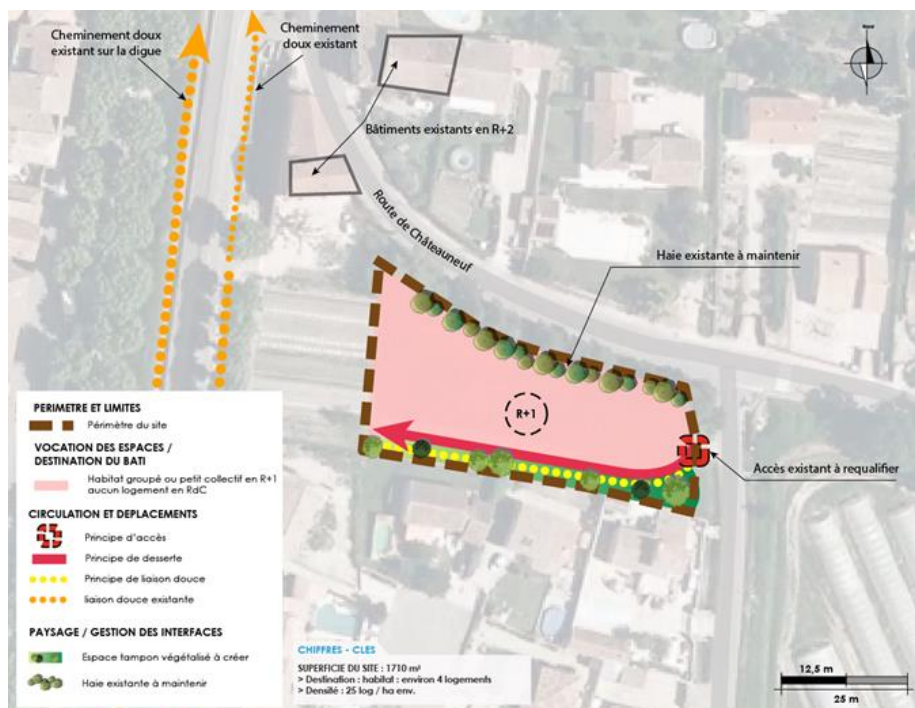 Cheminement doux
existant sur la digue
Cheminement
doux existant
Nord
Bâtiments existants en R+2
Route de Châteauneuf
Haie existante à maintenir
R+1
Accès existant à requalifier
PERIMETRE ET LIMITES
Périmètre du site
VOCATION DES ESPACES /
DESTINATION DU BATI
Habitat groupé ou petit collectif en R+1
aucun logement en RdC
CIRCULATION ET DEPLACEMENTS
Principe d'accès
Principe de desserte
Principe de liaison douce
liaison douce existante
PAYSAGE / GESTION DES INTERFACES
Espace tampon végétalisé à créer
Haie existante à maintenir
CHIFFRES - CLES
SUPERFICIE DU SITE : 1710 m²
> Destination : habitat : environ 4 logements
> Densité : 25 log / ha env.
12,5 m
25 m